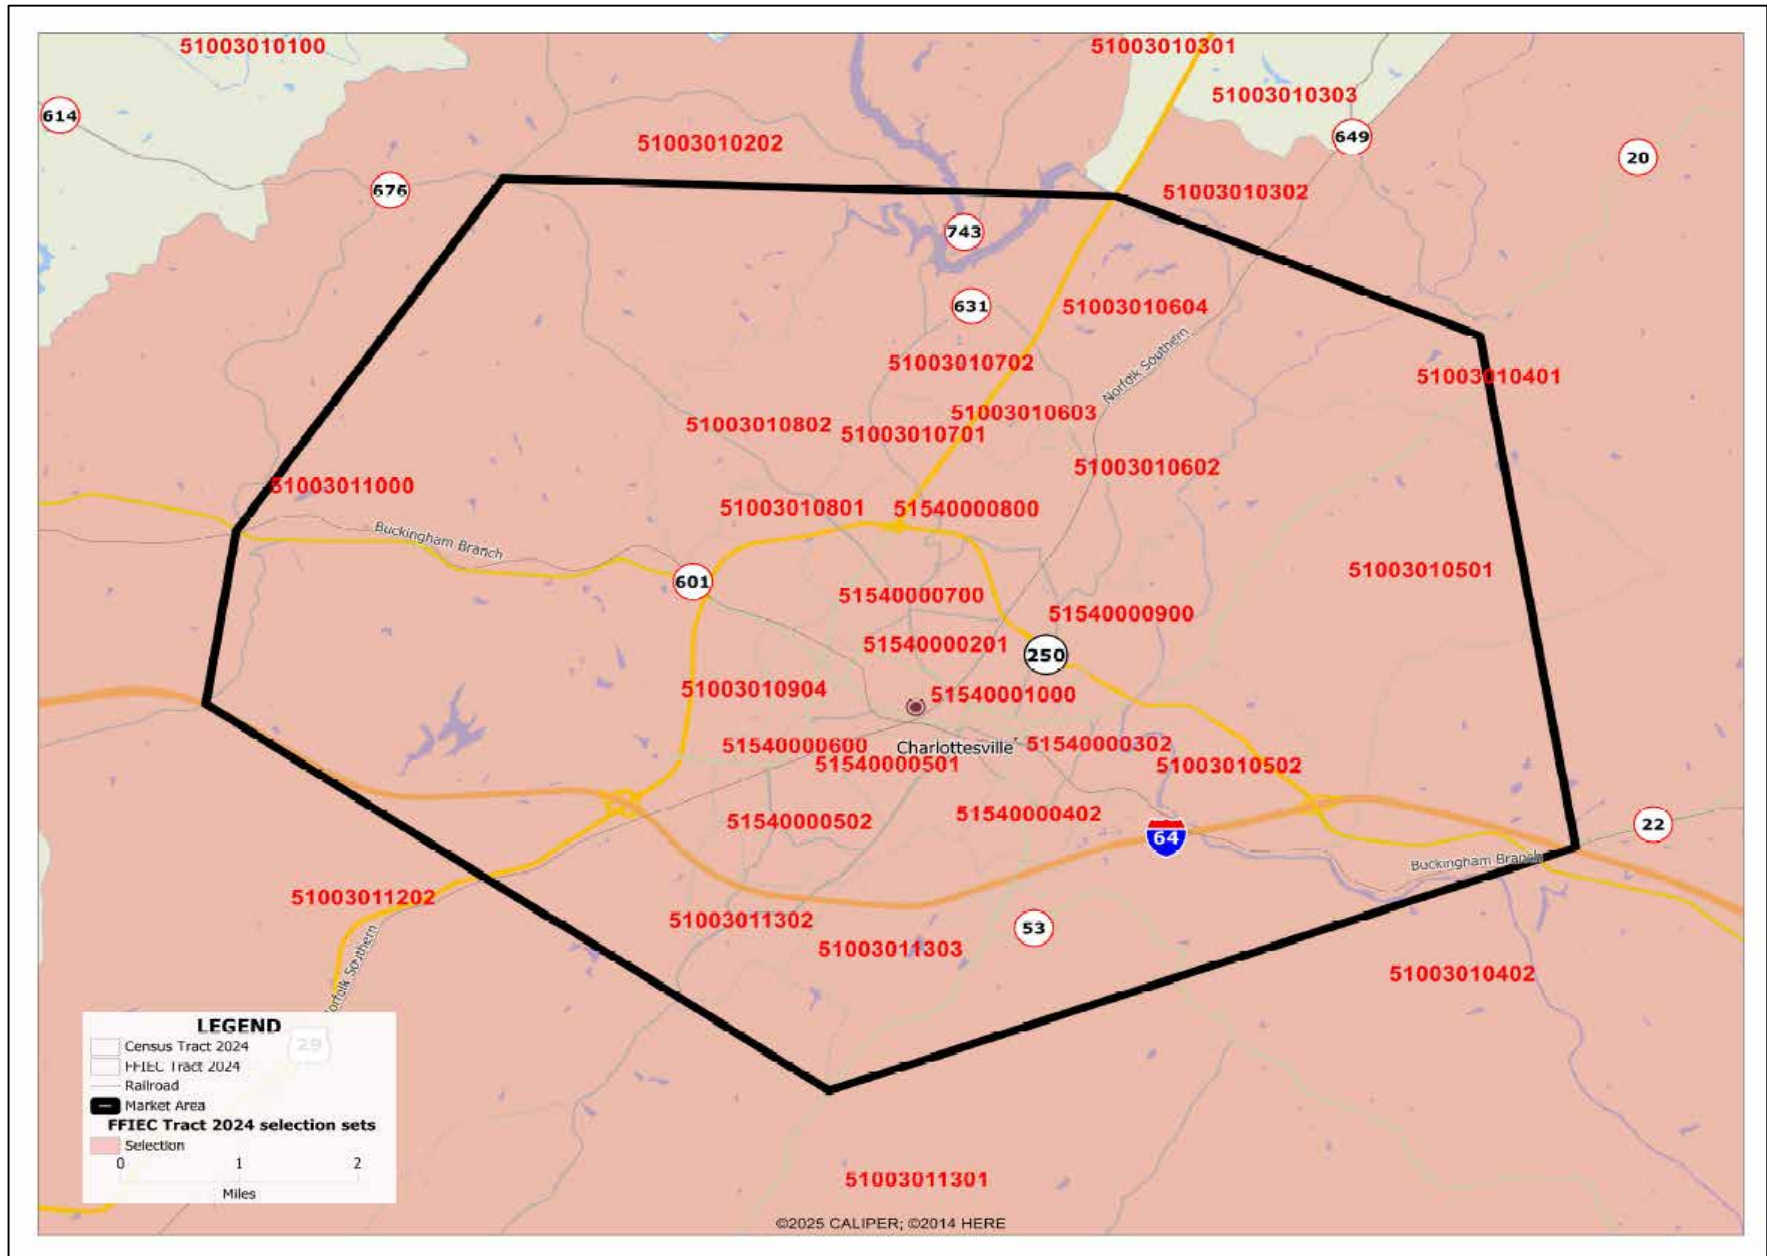 51003010100
51003010301
51003010303
614
649
51003010202
20
676
51003010302
743
631
51003010604
Norfolk Southern
51003010702
51003010401
51003010603
51003010802
51003010701
51003010602
51003011000
51003010801
51540000800
Buckingham Branch
51003010501
601
51540000700
51540000900
51540000201
250
51003010904
51540001000
51540000600
Charlottesville
51540000302
51540000501
51003010502
51540000502
51540000402
64
22
Buckingham Branch
51003011202
51003011302
53
51003011303
Norfolk Southern
51003010402
LEGEND
29
Census Tract 2024
FFIEC Tract 2024
Railroad
Market Area
FFIEC Tract 2024 selection sets
Selection
0 1 2
Miles
51003011301
©2025 CALIPER; ©2014 HERE